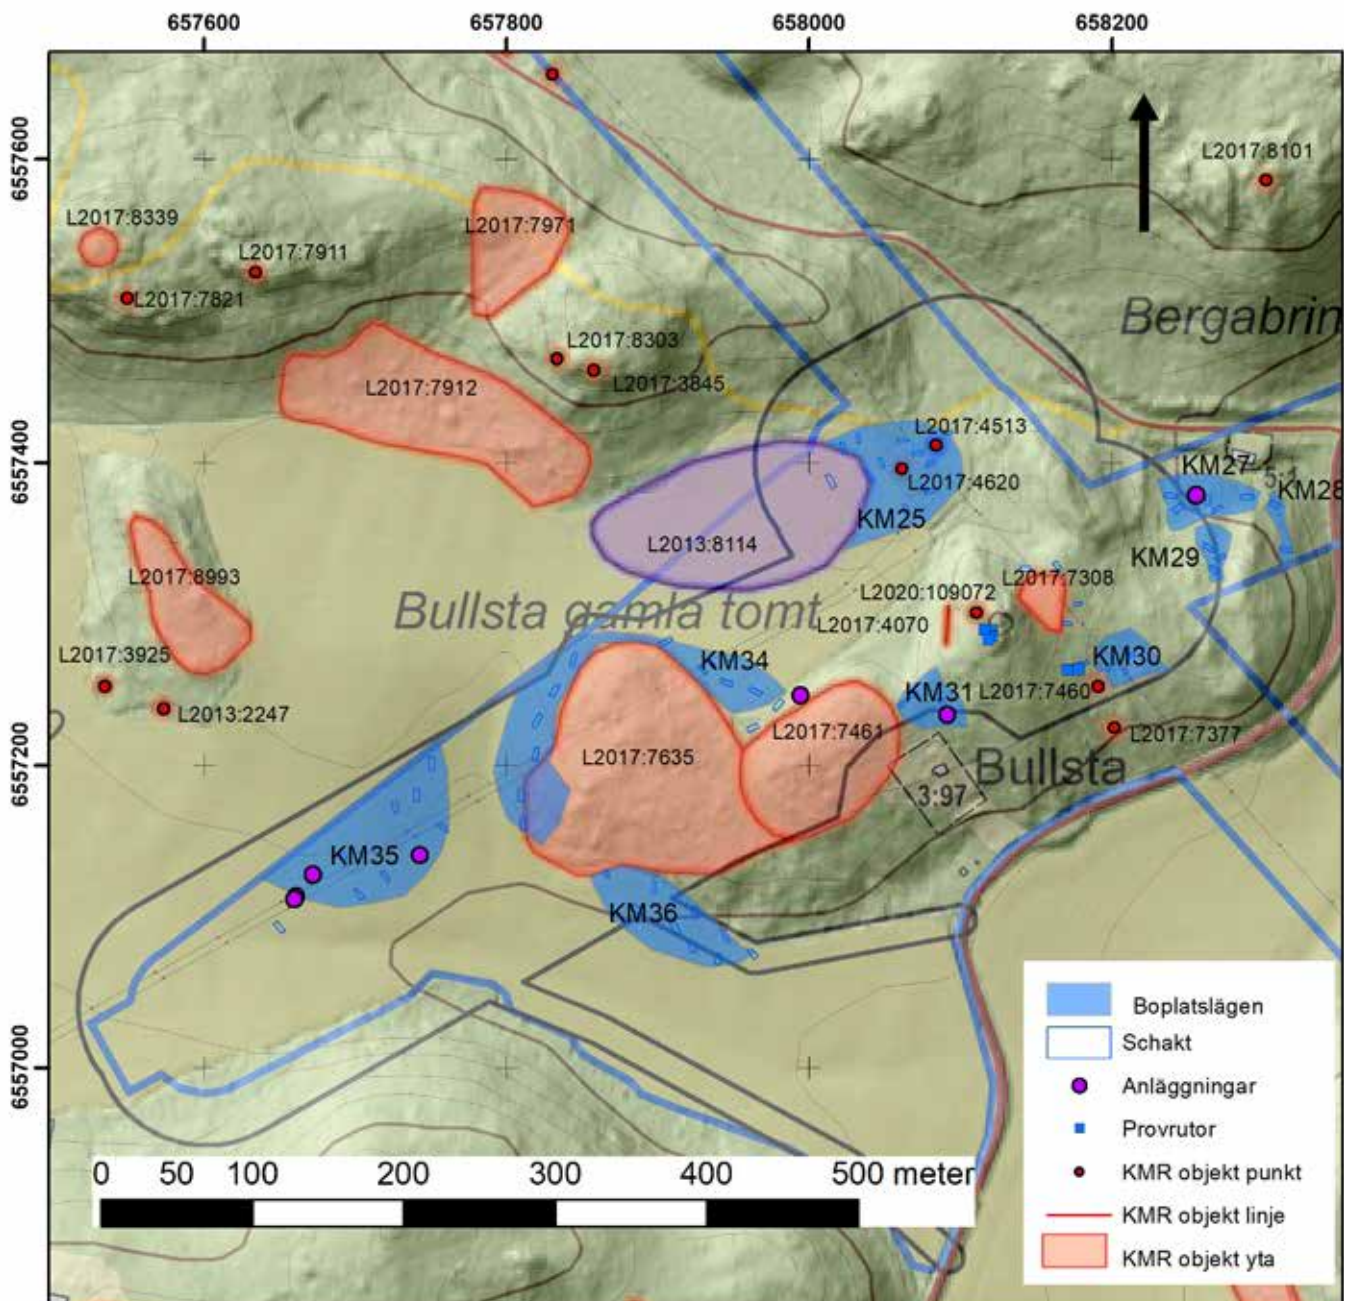 657600 657800 658000 658200
6557600
6557400
6557200
6557000
L2017:8101
L2017:8339
L2017:7971
L2017:7911
L2017:7821
Bergabrin
L2017:8303
L2017:3845
L2017:7912
L2017:4513
L2017:4620
KM27
5:1
KM28
KM25
L2013:8114
KM29
L2017:8993
L2017:7308
L2020:109072
Bullsta gamla tomt
L2017:4070
L2017:3925
KM34
KM30
KM31
L2017:7460
L2013:2247
L2017:7461
L2017:7377
L2017:7635
Bullsta
3:97
KM35
KM36
Boplatslägen
Schakt
Anläggningar
Provrutor
KMR objekt punkt
KMR objekt linje
KMR objekt yta
0 50 100 200 300 400 500 meter